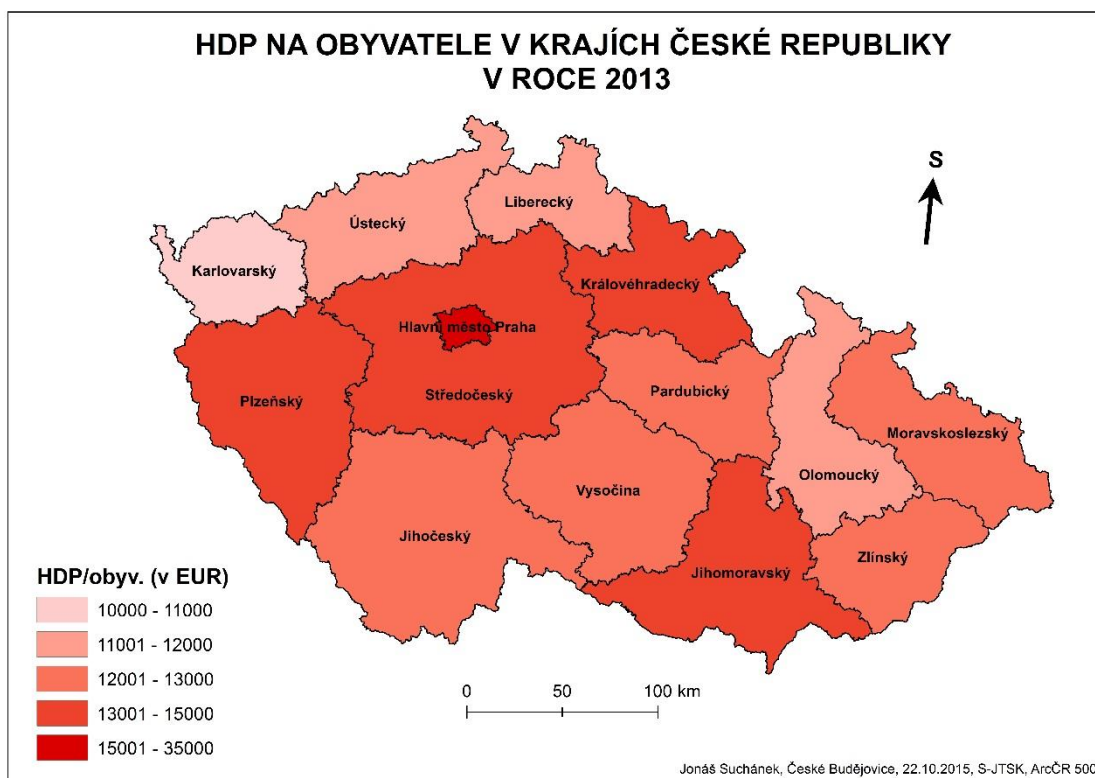 HDP NA OBYVATELE V KRAJÍCH ČESKÉ REPUBLIKY
V ROCE 2013
S
Liberecký
Ústecký
Karlovarský
Královéhradecký
Hlavní město Praha
Středočeský
Plzeňský
Pardubický
Moravskoslezský
Olomoucký
Vysočina
Jihočeský
Zlínský
Jihomoravský
HDP/obyv. (v EUR)
10000 - 11000
11001 - 12000
12001 - 13000
13001 - 15000
15001 - 35000
0 50 100 km
Jonáš Suchánek, České Budějovice, 22.10.2015, S-JTSK, ArcČR 500